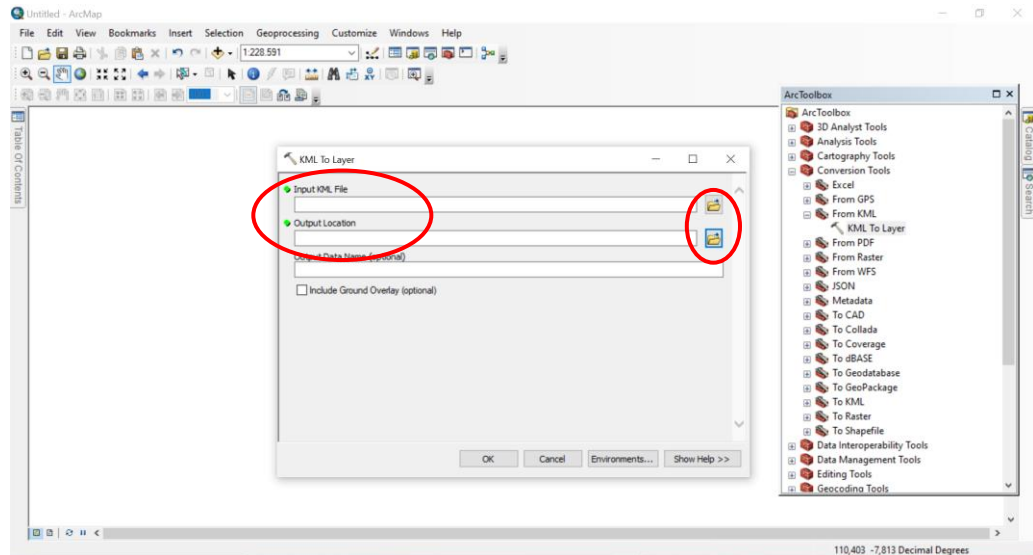 Untitled - ArcMap
File Edit View Bookmarks Insert Selection Geoprocessing Customize Windows Help
1:228.591
Table Of Contents
KML To Layer
Input KML File
Output Location
Output Data Name (optional)
Include Ground Overlay (optional)
OK Cancel Environments... Show Help >>
ArcToolbox
ArcToolbox
3D Analyst Tools
Analysis Tools
Cartography Tools
Conversion Tools
Excel
From GPS
From KML
KML To Layer
From PDF
From Raster
From WFS
JSON
Metadata
To CAD
To Collada
To Coverage
To dBASE
To Geodatabase
To GeoPackage
To KML
To Raster
To Shapefile
Data Interoperability Tools
Data Management Tools
Editing Tools
Geocoding Tools
Catalog
Search
110,403 -7,813 Decimal Degrees